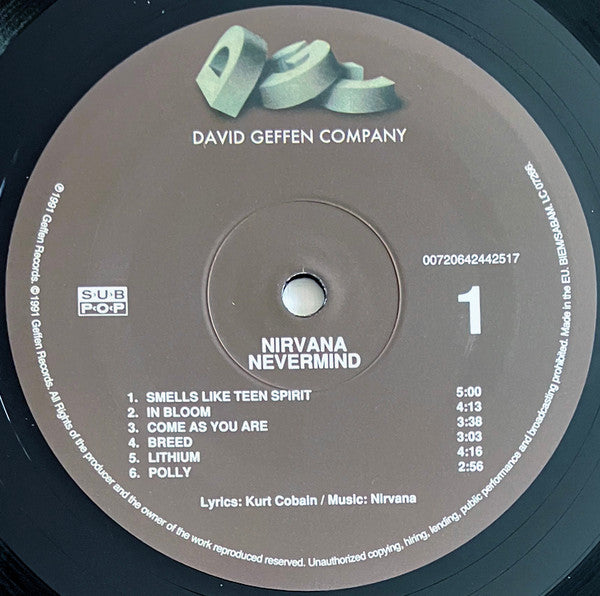 DGC
DAVID GEFFEN COMPANY
00720642442517
SUB
POP
1
NIRVANA
NEVERMIND
1. SMELLS LIKE TEEN SPIRIT 5:00
2. IN BLOOM 4:13
3. COME AS YOU ARE 3:38
4. BREED 3:03
5. LITHIUM 4:16
6. POLLY 2:56
Lyrics: Kurt Cobain / Music: Nirvana
℗ 1991 Geffen Records. © 1991 Geffen Records. All Rights of the producer and the owner of the work reproduced reserved. Unauthorized copying, hiring, lending, public performance and broadcasting prohibited. Made in the EU. BIEM/SABAM. LC 07266.